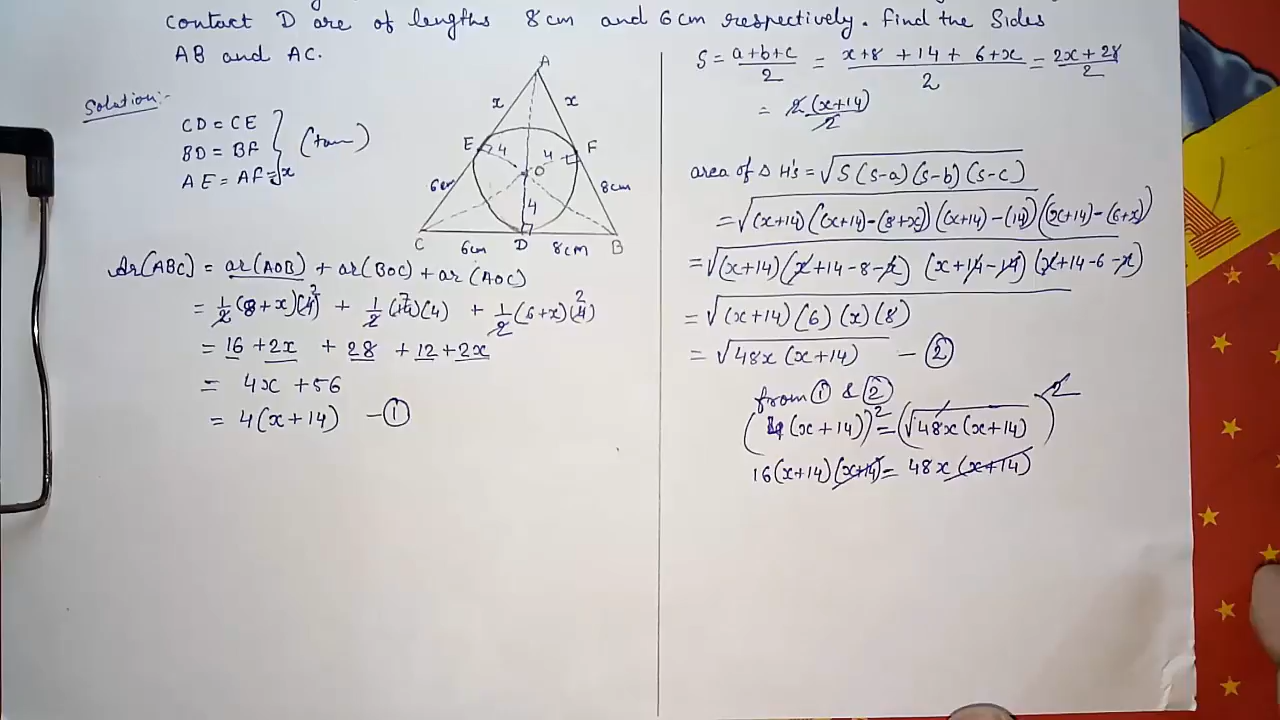 contact D are of lengths 8cm and 6cm respectively. Find the Sides
AB and AC.
Solution:-
CD = CE
BD = BF
AE = AF = x
(tan)
A
x x
E 4 4 F
O
6cm 8cm
4
C 6cm D 8cm B
Ar(ABC) = ar(AOB) + ar(BOC) + ar(AOC)
= 1/2 (8+x)(4) 2 + 1/2 (14)(4) 7 + 1/2 (6+x)(4) 2
= 16 + 2x + 28 + 12 + 2x
= 4x + 56
= 4(x+14) - ①
S = a+b+c/2 = x+8 + 14 + 6+x/2 = 2x+28/2
= 2(x+14)/2
area of Δ H's = √S(s-a)(s-b)(s-c)
= √(x+14)((x+14)-(8+x))((x+14)-(14))((x+14)-(6+x))
= √(x+14)(x+14-8-x)(x+14-14)(x+14-6-x)
= √(x+14)(6)(x)(8)
= √48x(x+14) - ②
from ① & ②
(4(x+14))² = (√48x(x+14))²
16(x+14)(x+14) = 48x(x+14)